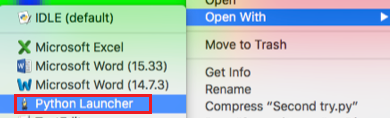 IDLE (default)
Microsoft Excel
Microsoft Word (15.33)
Microsoft Word (14.7.3)
Python Launcher
Open With
Move to Trash
Get Info
Rename
Compress “Second try.py”